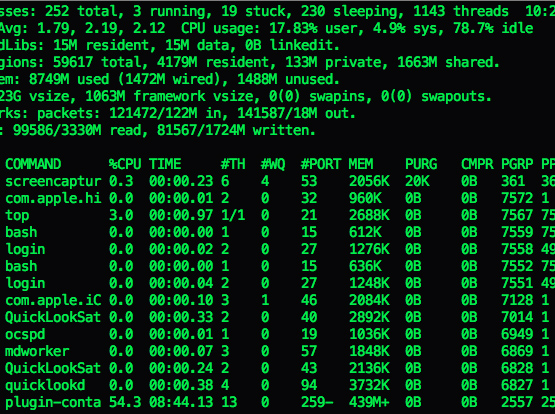 sses: 252 total, 3 running, 19 stuck, 230 sleeping, 1143 threads 10:2
Avg: 1.79, 2.19, 2.12 CPU usage: 17.83% user, 4.9% sys, 78.7% idle
dLibs: 15M resident, 15M data, 0B linkedit.
gions: 59617 total, 4179M resident, 133M private, 1663M shared.
em: 8749M used (1472M wired), 1488M unused.
23G vsize, 1063M framework vsize, 0(0) swapins, 0(0) swapouts.
rks: packets: 121472/122M in, 141587/18M out.
: 99586/3330M read, 81567/1724M written.
COMMAND %CPU TIME #TH #WQ #PORT MEM PURG CMPR PGRP PP
screencaptur 0.3 00:00.23 6 4 53 2056K 20K 0B 361 36
com.apple.hi 0.0 00:00.01 2 0 32 960K 0B 0B 7572 1
top 3.0 00:00.97 1/1 0 21 2688K 0B 0B 7567 75
bash 0.0 00:00.00 1 0 15 612K 0B 0B 7559 75
login 0.0 00:00.02 2 0 27 1276K 0B 0B 7558 49
bash 0.0 00:00.00 1 0 15 636K 0B 0B 7552 75
login 0.0 00:00.04 2 0 27 1248K 0B 0B 7551 49
com.apple.iC 0.0 00:00.10 3 1 46 2084K 0B 0B 7128 1
QuickLookSat 0.0 00:00.33 2 0 40 2892K 0B 0B 7014 1
ocspd 0.0 00:00.01 1 0 19 1036K 0B 0B 6949 1
mdworker 0.0 00:00.07 3 0 57 1848K 0B 0B 6869 1
QuickLookSat 0.0 00:00.24 2 0 43 2136K 0B 0B 6828 1
quicklookd 0.0 00:00.38 4 0 94 3732K 0B 0B 6827 1
plugin-conta 54.3 08:44.13 13 0 259- 439M+ 0B 0B 2557 25